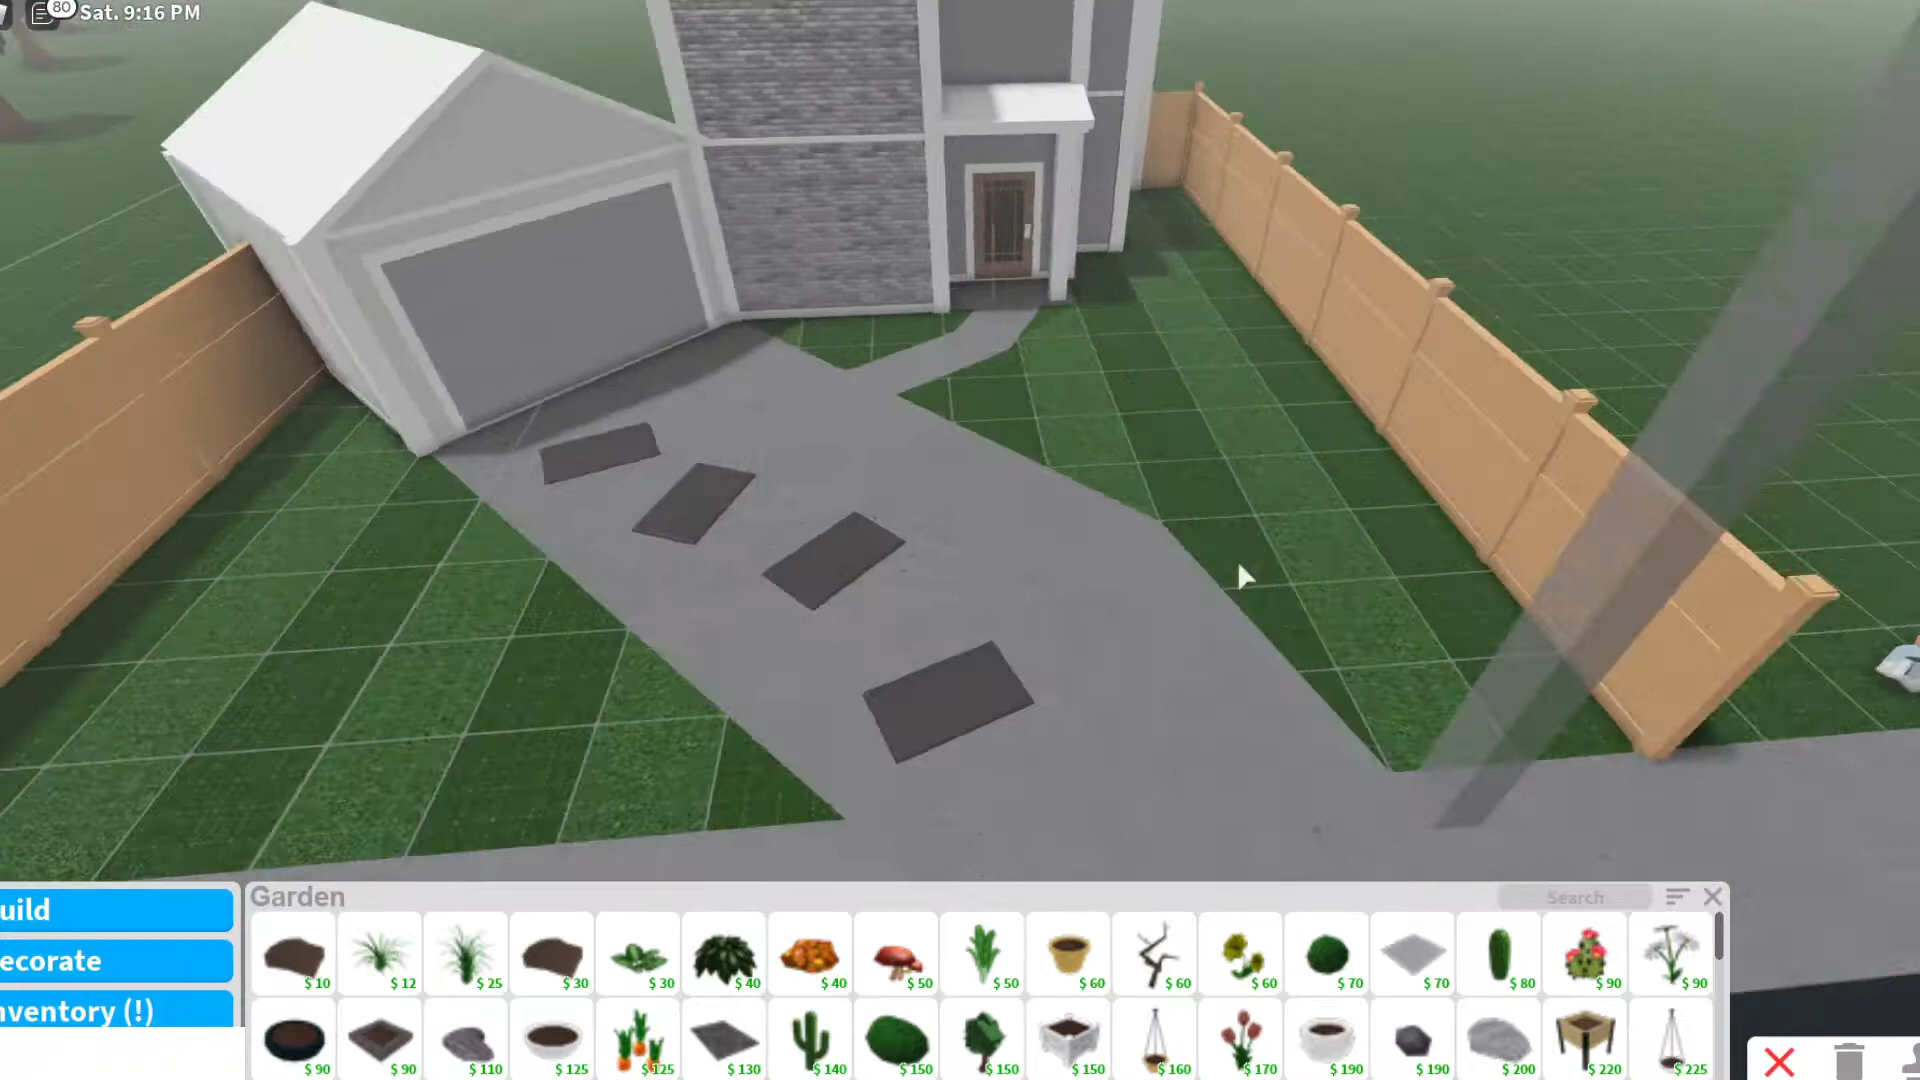 80 Sat. 9:16 PM
uild
ecorate
nventory (!)
Garden
Search
$ 10 $ 12 $ 25 $ 30 $ 30 $ 40 $ 40 $ 50 $ 50 $ 60 $ 60 $ 60 $ 70 $ 70 $ 80 $ 90 $ 90
$ 90 $ 90 $ 110 $ 125 $ 125 $ 130 $ 140 $ 150 $ 150 $ 150 $ 160 $ 170 $ 190 $ 190 $ 200 $ 220 $ 225